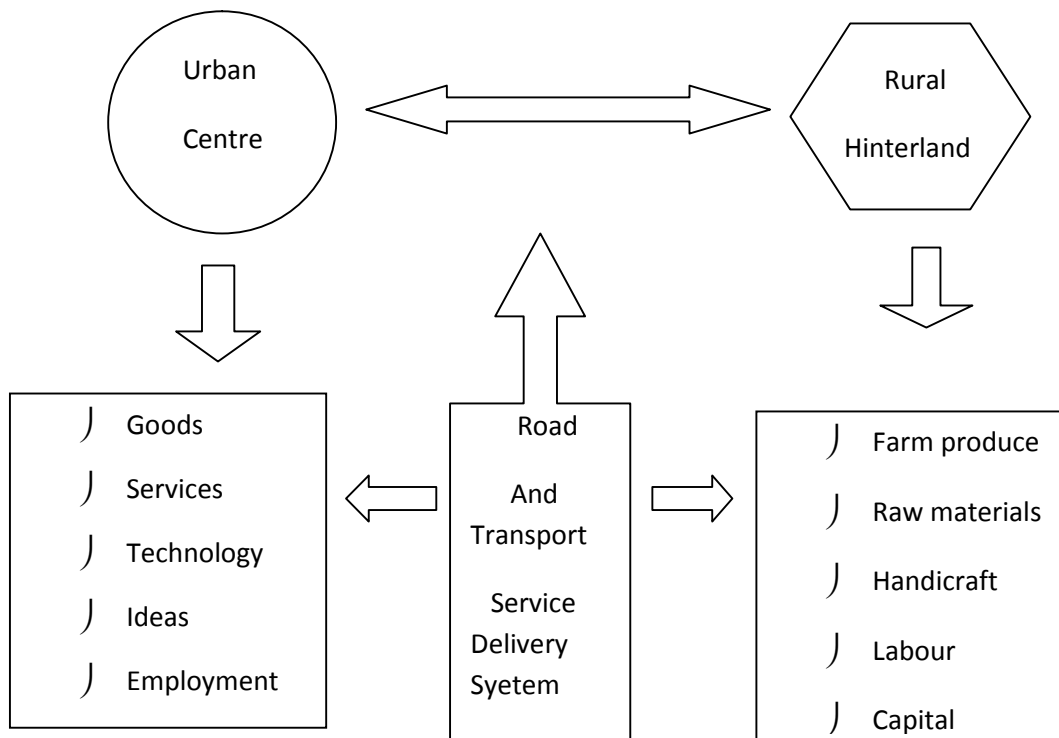 Urban
Centre
Rural
Hinterland
Goods
Services
Technology
Ideas
Employment
Road
And
Transport
Service
Delivery
Syetem
Farm produce
Raw materials
Handicraft
Labour
Capital